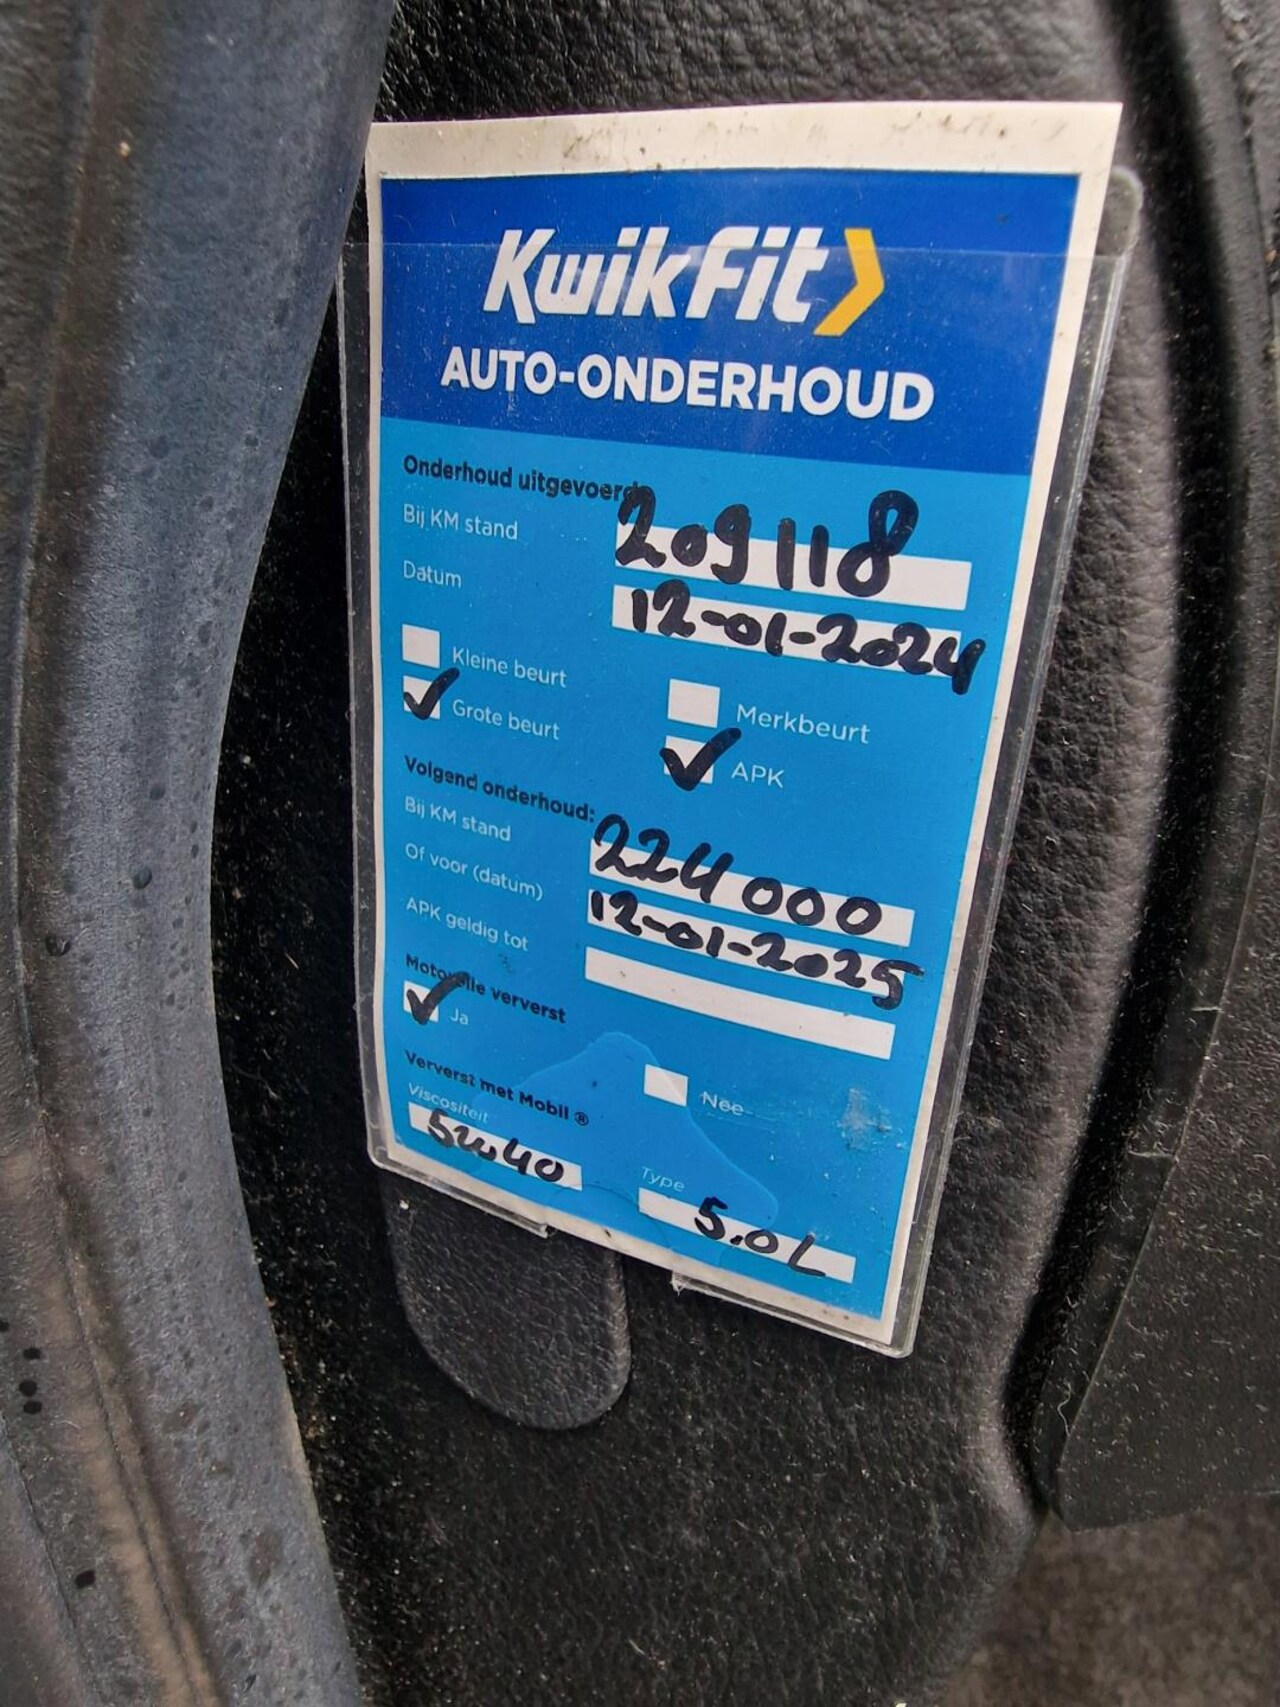 KwikFit
AUTO-ONDERHOUD
Onderhoud uitgevoerd:
Bij KM stand 209118
Datum 12-01-2024
Kleine beurt Merkbeurt
Grote beurt APK
Volgend onderhoud:
Bij KM stand 224000
Of voor (datum) 12-01-2025
APK geldig tot
Motorolie ververst
Ja Nee
Ververst met Mobil ®
Viscositeit 5w40
Type 5.0L